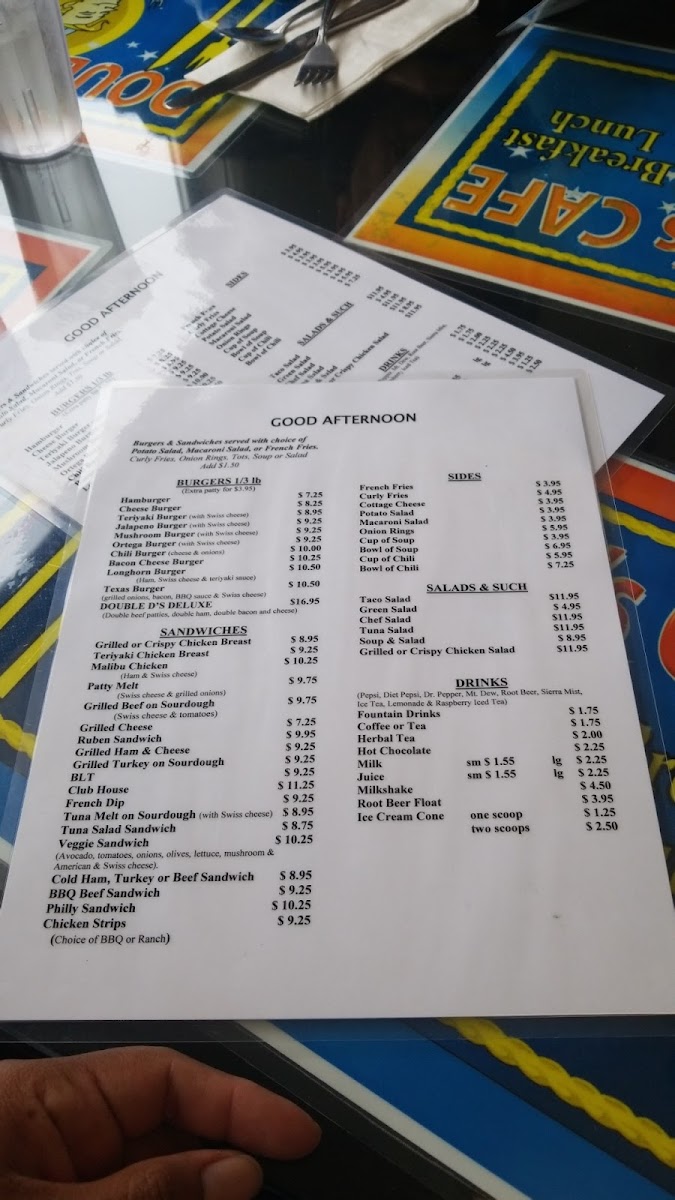 DOU
S CAFE
Breakfast
Lunch
GOOD AFTERNOON
SIDES
SALADS & SUCH
DRINKS
GOOD AFTERNOON
Burgers & Sandwiches served with choice of
Potato Salad, Macaroni Salad, or French Fries.
Curly Fries, Onion Rings, Tots, Soup or Salad
Add $1.50
BURGERS 1/3 lb
(Extra patty for $3.95)
Hamburger $ 7.25
Cheese Burger $ 8.25
Teriyaki Burger (with Swiss cheese) $ 8.95
Jalapeno Burger (with Swiss cheese) $ 9.25
Mushroom Burger (with Swiss cheese) $ 9.25
Ortega Burger (with Swiss cheese) $ 9.25
Chili Burger (cheese & onions) $ 10.00
Bacon Cheese Burger $ 10.25
Longhorn Burger $ 10.50
(Ham, Swiss cheese & teriyaki sauce)
Texas Burger $ 10.50
(grilled onions, bacon, BBQ sauce & Swiss cheese)
DOUBLE D'S DELUXE $16.95
(Double beef patties, double ham, double bacon and cheese)
SANDWICHES
Grilled or Crispy Chicken Breast $ 8.95
Teriyaki Chicken Breast $ 9.25
Malibu Chicken $ 10.25
(Ham & Swiss cheese)
Patty Melt $ 9.75
(Swiss cheese & grilled onions)
Grilled Beef on Sourdough $ 9.75
(Swiss cheese & tomatoes)
Grilled Cheese $ 7.25
Ruben Sandwich $ 9.95
Grilled Ham & Cheese $ 9.25
Grilled Turkey on Sourdough $ 9.25
BLT $ 9.25
Club House $ 11.25
French Dip $ 9.25
Tuna Melt on Sourdough (with Swiss cheese) $ 8.95
Tuna Salad Sandwich $ 8.75
Veggie Sandwich $ 10.25
(Avocado, tomatoes, onions, olives, lettuce, mushroom &
American & Swiss cheese).
Cold Ham, Turkey or Beef Sandwich $ 8.95
BBQ Beef Sandwich $ 9.25
Philly Sandwich $ 10.25
Chicken Strips $ 9.25
(Choice of BBQ or Ranch)
SIDES
French Fries $ 3.95
Curly Fries $ 4.95
Cottage Cheese $ 3.95
Potato Salad $ 3.95
Macaroni Salad $ 3.95
Onion Rings $ 5.95
Cup of Soup $ 3.95
Bowl of Soup $ 6.95
Cup of Chili $ 5.95
Bowl of Chili $ 7.25
SALADS & SUCH
Taco Salad $11.95
Green Salad $ 4.95
Chef Salad $11.95
Tuna Salad $11.95
Soup & Salad $ 8.95
Grilled or Crispy Chicken Salad $11.95
DRINKS
(Pepsi, Diet Pepsi, Dr. Pepper, Mt. Dew, Root Beer, Sierra Mist,
Ice Tea, Lemonade & Raspberry Iced Tea)
Fountain Drinks $ 1.75
Coffee or Tea $ 1.75
Herbal Tea $ 2.00
Hot Chocolate $ 2.25
Milk sm $ 1.55 lg $ 2.25
Juice sm $ 1.55 lg $ 2.25
Milkshake $ 4.50
Root Beer Float $ 3.95
Ice Cream Cone one scoop $ 1.25
two scoops $ 2.50